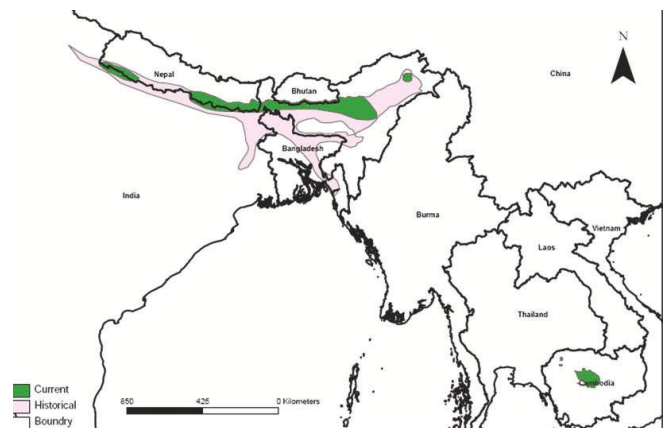 N
Nepal
China
Bhutan
Bangladesh
India
Burma
Vietnam
Laos
Thailand
Cambodia
Current
Historical
Boundry
850 425 0 Kilometers